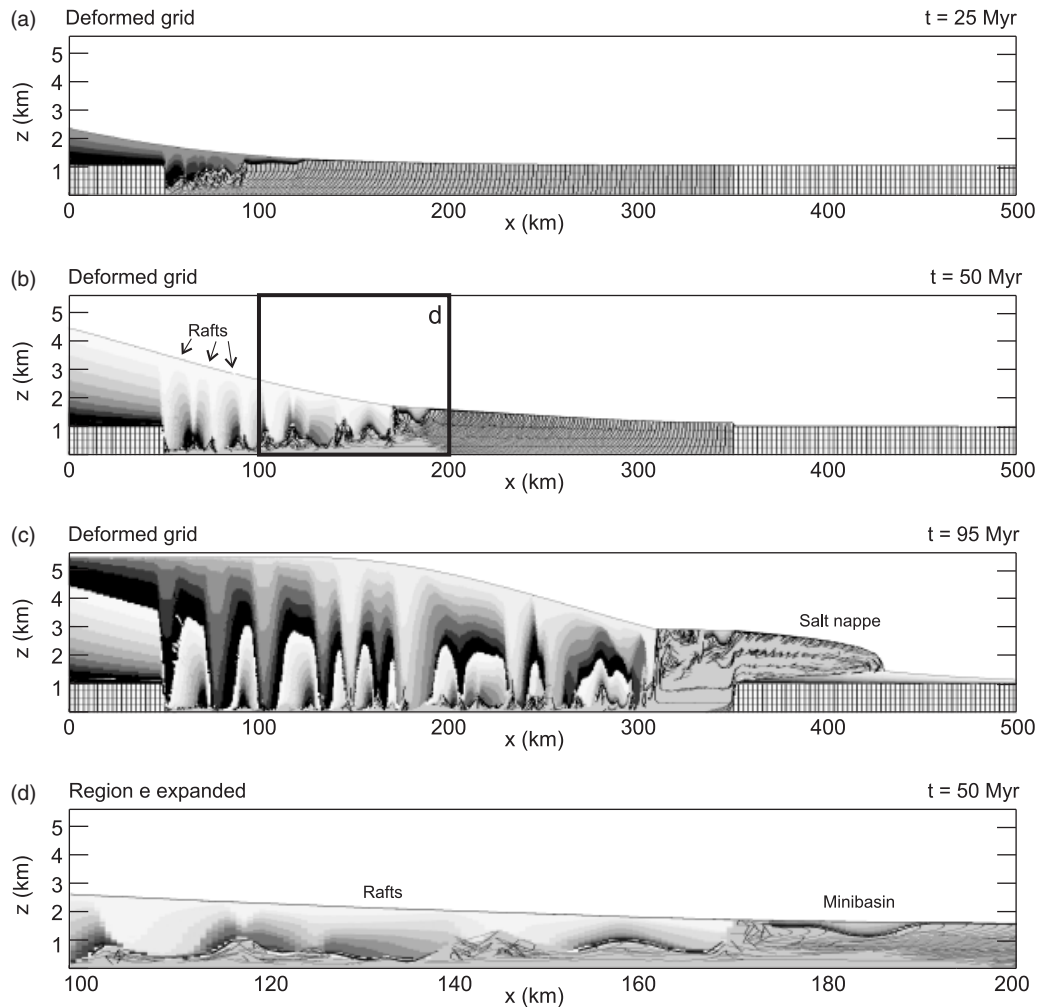 (a) Deformed grid t = 25 Myr
5
4
3
2
1
z (km)
0 100 200 300 400 500
x (km)
(b) Deformed grid t = 50 Myr
d
Rafts
5
4
3
2
1
z (km)
0 100 200 300 400 500
x (km)
(c) Deformed grid t = 95 Myr
Salt nappe
5
4
3
2
1
z (km)
0 100 200 300 400 500
x (km)
(d) Region e expanded t = 50 Myr
Rafts
Minibasin
5
4
3
2
1
z (km)
100 120 140 160 180 200